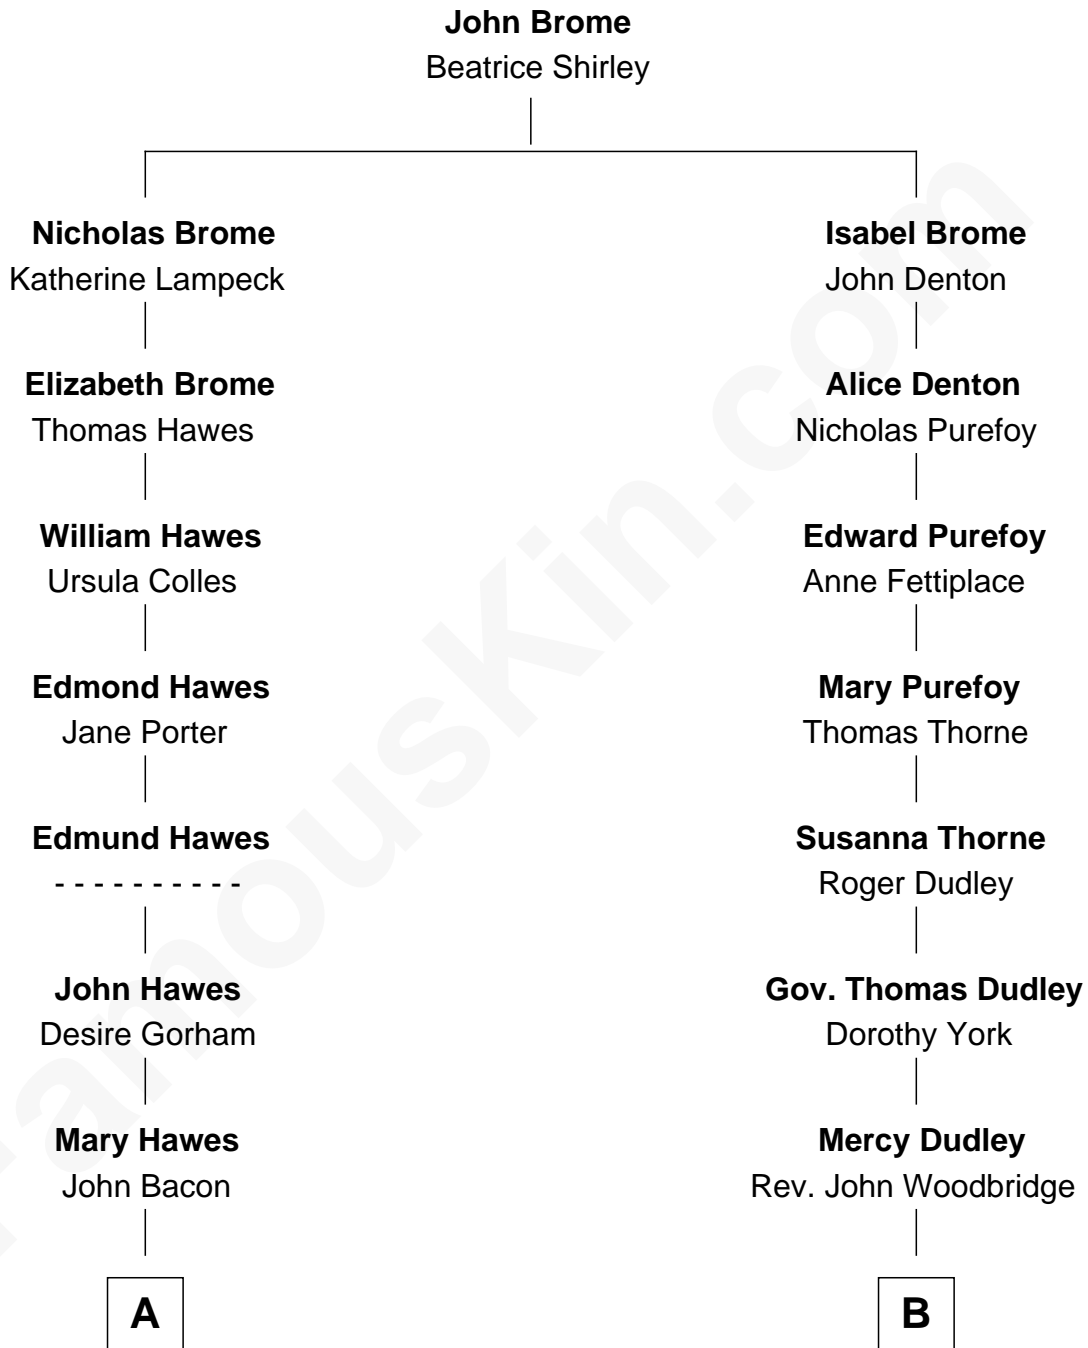 John Brome
Beatrice Shirley
Nicholas Brome
Katherine Lampeck
Isabel Brome
John Denton
Elizabeth Brome
Thomas Hawes
Alice Denton
Nicholas Purefoy
William Hawes
Ursula Colles
Edward Purefoy
Anne Fettiplace
Edmond Hawes
Jane Porter
Mary Purefoy
Thomas Thorne
Edmund Hawes
- - - - - - - - - -
Susanna Thorne
Roger Dudley
John Hawes
Desire Gorham
Gov. Thomas Dudley
Dorothy York
Mary Hawes
John Bacon
Mercy Dudley
Rev. John Woodbridge
A
B
FamousKin.com